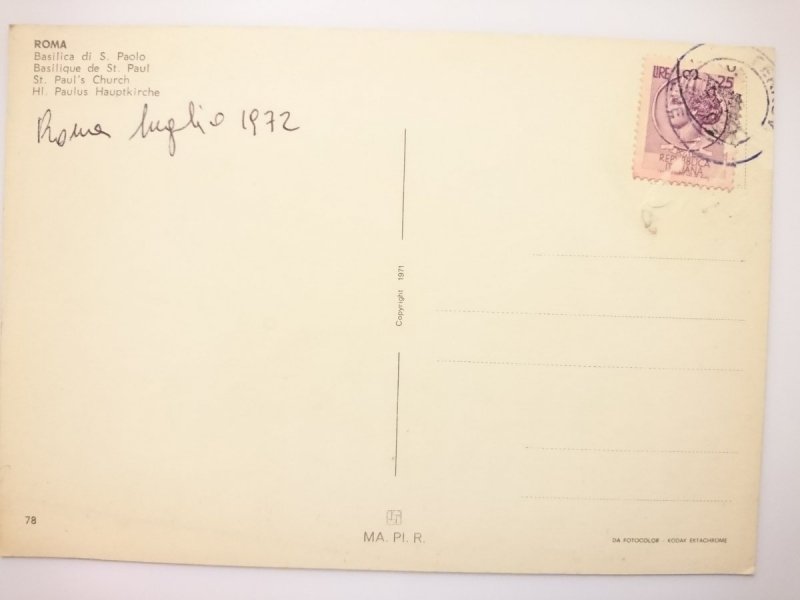 ROMA
Basilica di S. Paolo
Basilique de St. Paul
St. Paul's Church
Hl. Paulus Hauptkirche
Roma luglio 1972
LIRE 25
REPUBBLICA
ITALIANA
Copyright 1971
78
MA. PI. R.
DA FOTOCOLOR - KODAK EKTACHROME